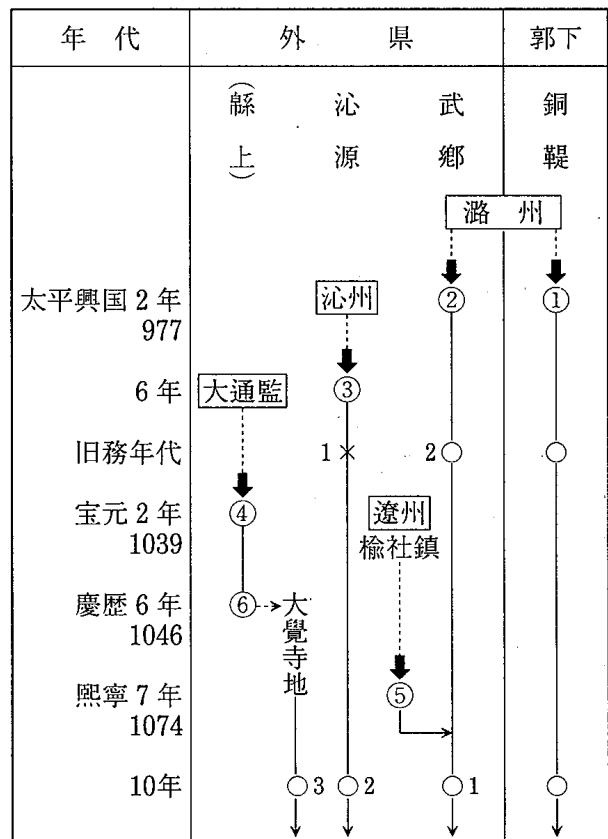 年 代 外 県 郭下
(緜上) 沁源 武郷 銅鞮
潞 州
太平興国2年 沁州 ② ①
977
6年 大通監 ③
旧務年代 1 × 2 ○ ○
宝元2年 ④ 遼州
1039 楡社鎮
慶歴6年 ⑥ 大覺寺地
1046
熙寧7年 ⑤
1074
10年 ○ 3 ○ 2 ○ 1 ○